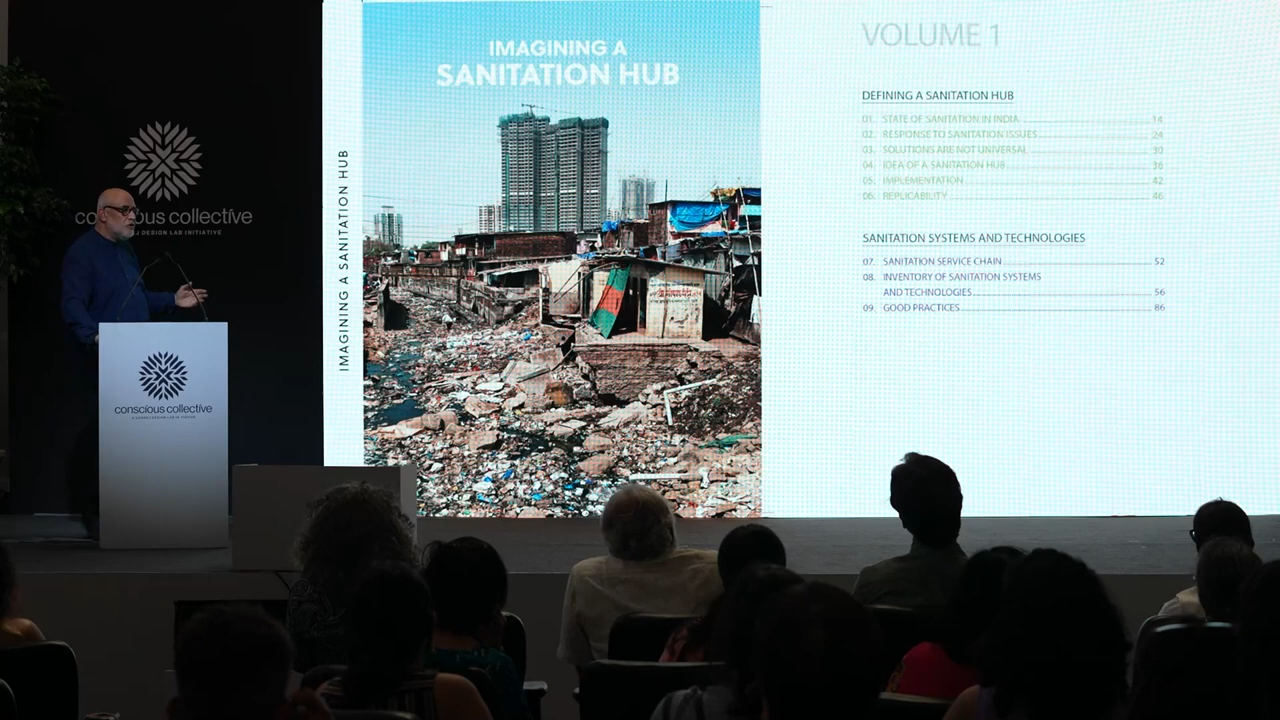 conscious collective
J DESIGN LAB INITIATIVE
conscious collective
IMAGINING A SANITATION HUB
IMAGINING A
SANITATION HUB
VOLUME 1
DEFINING A SANITATION HUB
01. STATE OF SANITATION IN INDIA 14
02. RESPONSE TO SANITATION ISSUES 24
03. SOLUTIONS ARE NOT UNIVERSAL 30
04. IDEA OF A SANITATION HUB 36
05. IMPLEMENTATION 42
06. REPLICABILITY 46
SANITATION SYSTEMS AND TECHNOLOGIES
07. SANITATION SERVICE CHAIN 52
08. INVENTORY OF SANITATION SYSTEMS
AND TECHNOLOGIES 56
09. GOOD PRACTICES 86